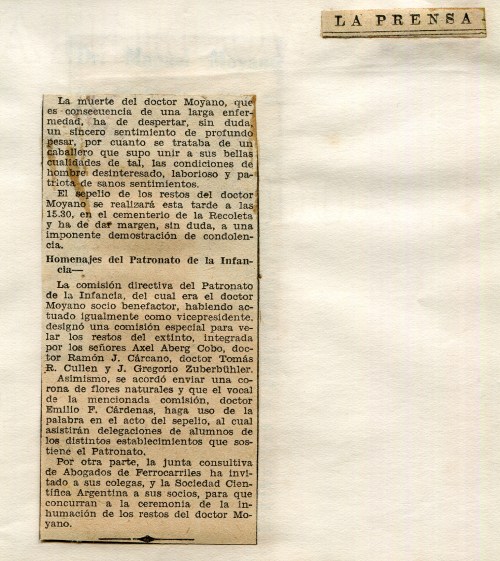 LA PRENSA
La muerte del doctor Moyano, que
es consecuencia de una larga enfer-
medad, ha de despertar, sin duda,
un sincero sentimiento de profundo
pesar, por cuanto se trataba de un
caballero que supo unir a sus bellas
cualidades de tal, las condiciones de
hombre desinteresado, laborioso y pa-
triota de sanos sentimientos.
El sepelio de los restos del doctor
Moyano se realizará esta tarde a las
15.30, en el cementerio de la Recoleta
y ha de dar margen, sin duda, a una
imponente demostración de condolen-
cia.
Homenajes del Patronato de la Infan-
cia—
La comisión directiva del Patronato
de la Infancia, del cual era el doctor
Moyano socio benefactor, habiendo ac-
tuado igualmente como vicepresidente,
designó una comisión especial para ve-
lar los restos del extinto, integrada
por los señores Axel Aberg Cobo, doc-
tor Ramón J. Cárcano, doctor Tomás
R. Cullen y J. Gregorio Zuberbühler.
Asimismo, se acordó enviar una co-
rona de flores naturales y que el vocal
de la mencionada comisión, doctor
Emilio F. Cárdenas, haga uso de la
palabra en el acto del sepelio, al cual
asistirán delegaciones de alumnos de
los distintos establecimientos que sos-
tiene el Patronato.
Por otra parte, la junta consultiva
de Abogados de Ferrocarriles ha invi-
tado a sus colegas, y la Sociedad Cien-
tífica Argentina a sus socios, para que
concurran a la ceremonia de la in-
humación de los restos del doctor Mo-
yano.